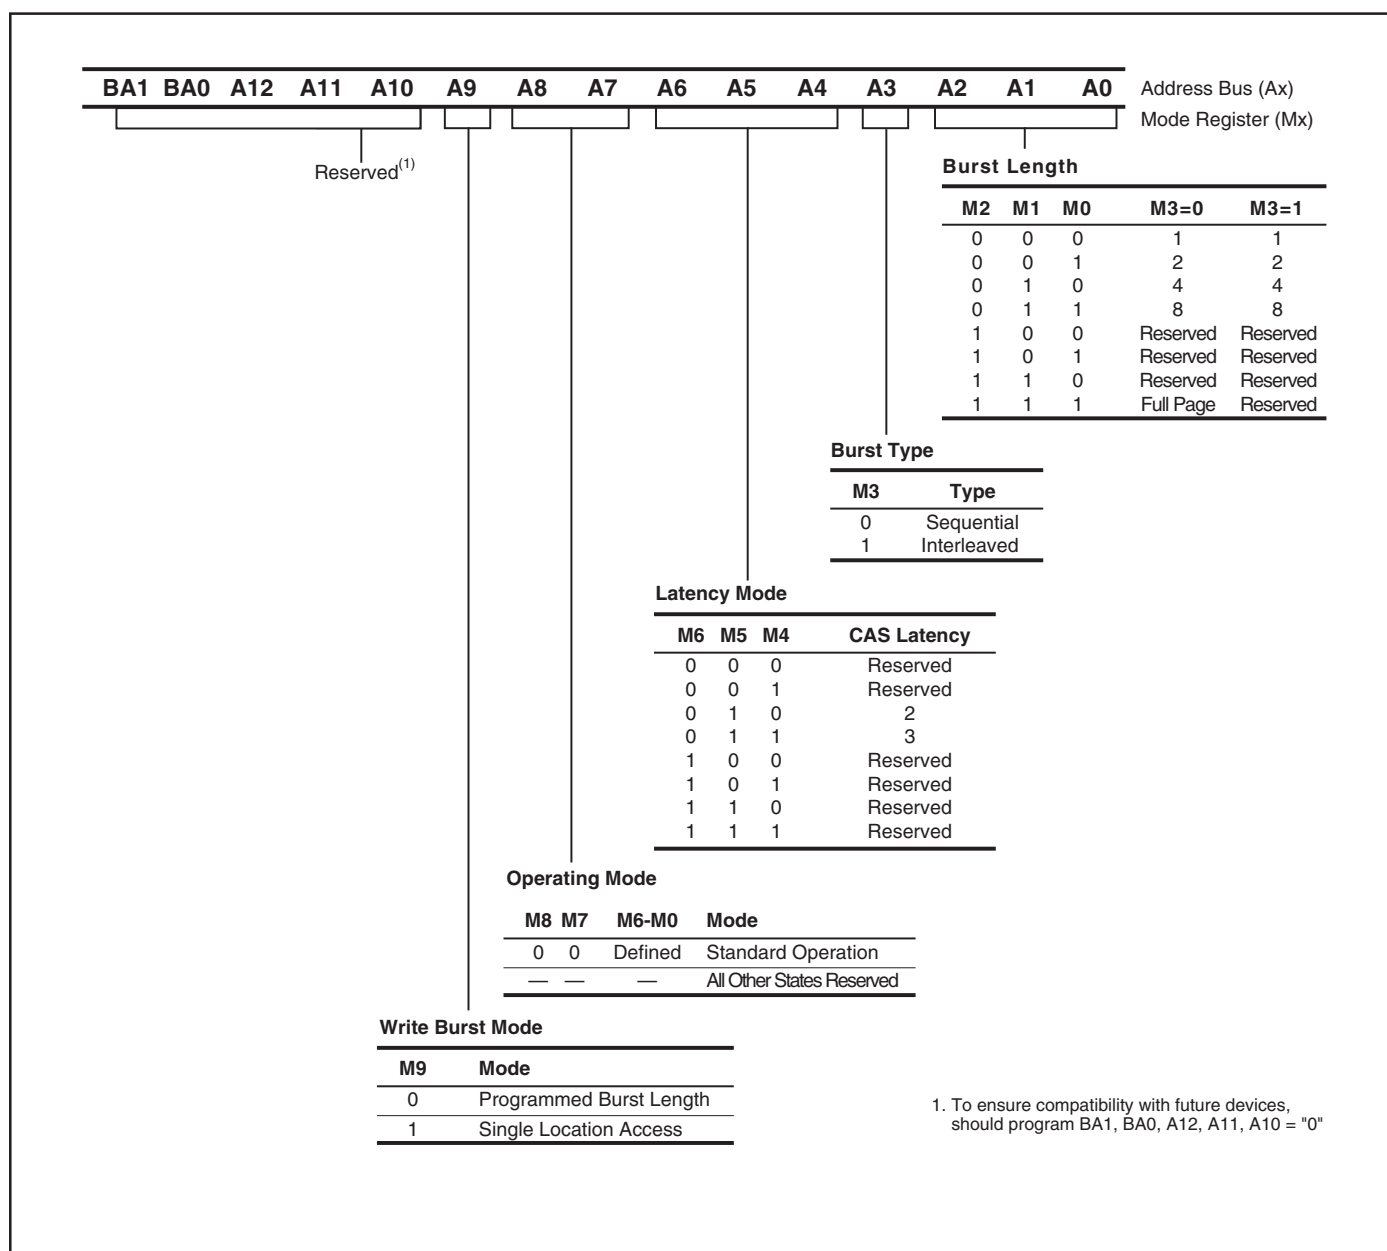 BA1 BA0 A12 A11 A10 A9 A8 A7 A6 A5 A4 A3 A2 A1 A0 Address Bus (Ax)
Mode Register (Mx)
Reserved(1)
Burst Length
M2 M1 M0 M3=0 M3=1
0 0 0 1 1
0 0 1 2 2
0 1 0 4 4
0 1 1 8 8
1 0 0 Reserved Reserved
1 0 1 Reserved Reserved
1 1 0 Reserved Reserved
1 1 1 Full Page Reserved
Burst Type
M3 Type
0 Sequential
1 Interleaved
Latency Mode
M6 M5 M4 CAS Latency
0 0 0 Reserved
0 0 1 Reserved
0 1 0 2
0 1 1 3
1 0 0 Reserved
1 0 1 Reserved
1 1 0 Reserved
1 1 1 Reserved
Operating Mode
M8 M7 M6-M0 Mode
0 0 Defined Standard Operation
— — — All Other States Reserved
Write Burst Mode
M9 Mode
0 Programmed Burst Length
1 Single Location Access
1. To ensure compatibility with future devices,
should program BA1, BA0, A12, A11, A10 = "0"